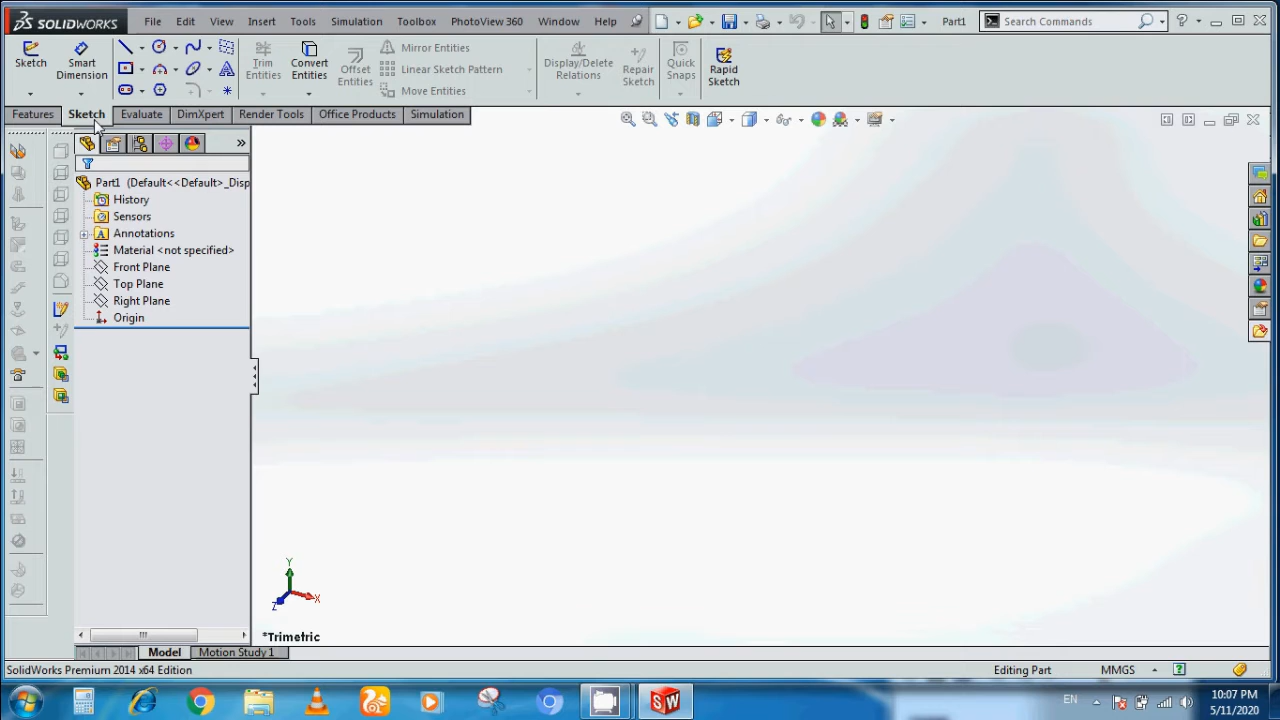 SOLIDWORKS File Edit View Insert Tools Simulation Toolbox PhotoView 360 Window Help Part1 Search Commands
Sketch Smart Dimension Trim Entities Convert Entities Offset Entities Mirror Entities Linear Sketch Pattern Move Entities Display/Delete Relations Repair Sketch Quick Snaps Rapid Sketch
Features Sketch Evaluate DimXpert Render Tools Office Products Simulation
Part1 (Default<<Default>_Disp
History
Sensors
A Annotations
Material <not specified>
Front Plane
Top Plane
Right Plane
Origin
Y
X
Z
*Trimetric
Model Motion Study 1
SolidWorks Premium 2014 x64 Edition Editing Part MMGS
EN 10:07 PM
5/11/2020